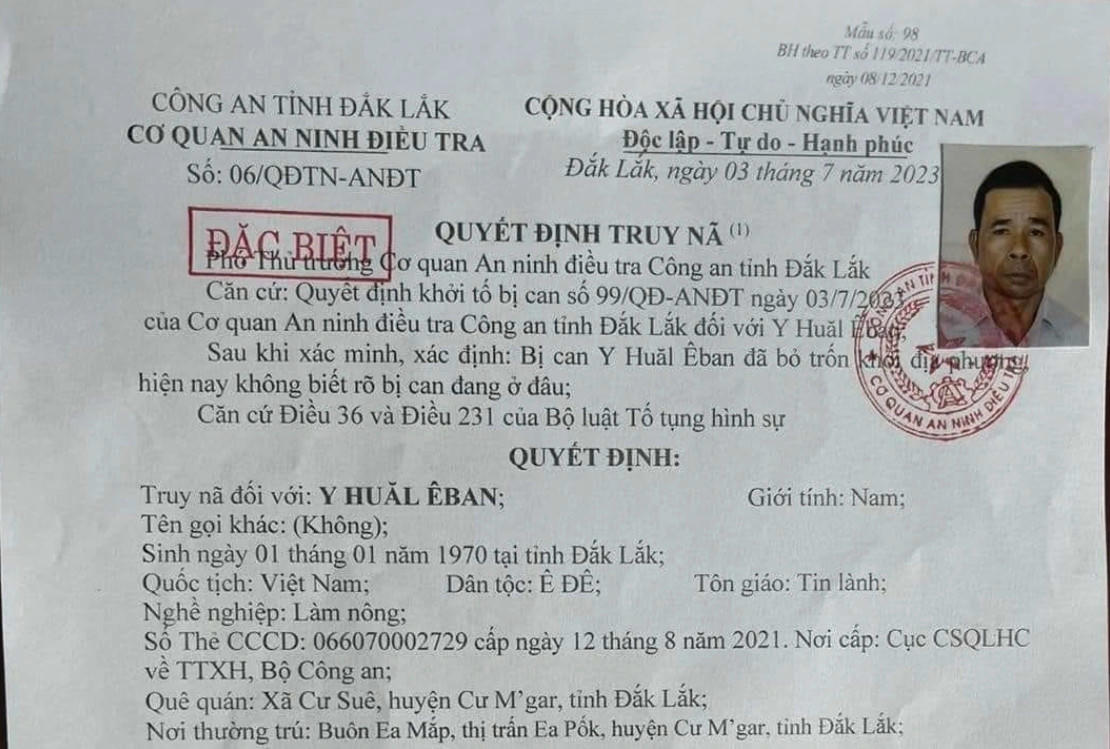 Mẫu số: 98
BH theo TT số 119/2021/TT-BCA
ngày 08/12/2021
CÔNG AN TỈNH ĐẮK LẮK
CƠ QUAN AN NINH ĐIỀU TRA
Số: 06/QĐTN-ANĐT
CỘNG HÒA XÃ HỘI CHỦ NGHĨA VIỆT NAM
Độc lập - Tự do - Hạnh phúc
Đắk Lắk, ngày 03 tháng 7 năm 2023
ĐẶC BIỆT
QUYẾT ĐỊNH TRUY NÃ (1)
Phó Thủ trưởng Cơ quan An ninh điều tra Công an tỉnh Đắk Lắk
Căn cứ: Quyết định khởi tố bị can số 99/QĐ-ANĐT ngày 03/7/2023
của Cơ quan An ninh điều tra Công an tỉnh Đắk Lắk đối với Y Huăl Êban,
Sau khi xác minh, xác định: Bị can Y Huăl Êban đã bỏ trốn khỏi địa phương,
hiện nay không biết rõ bị can đang ở đâu;
Căn cứ Điều 36 và Điều 231 của Bộ luật Tố tụng hình sự
CƠ QUAN AN NINH ĐIỀU TRA
QUYẾT ĐỊNH:
Truy nã đối với: Y HUĂL ÊBAN; Giới tính: Nam;
Tên gọi khác: (Không);
Sinh ngày 01 tháng 01 năm 1970 tại tỉnh Đắk Lắk;
Quốc tịch: Việt Nam; Dân tộc: Ê ĐÊ; Tôn giáo: Tin lành;
Nghề nghiệp: Làm nông;
Số Thẻ CCCD: 066070002729 cấp ngày 12 tháng 8 năm 2021. Nơi cấp: Cục CSQLHC
về TTXH, Bộ Công an;
Quê quán: Xã Cư Suê, huyện Cư M'gar, tỉnh Đắk Lắk;
Nơi thường trú: Buôn Ea Mắp, thị trấn Ea Pốk, huyện Cư M'gar, tỉnh Đắk Lắk;